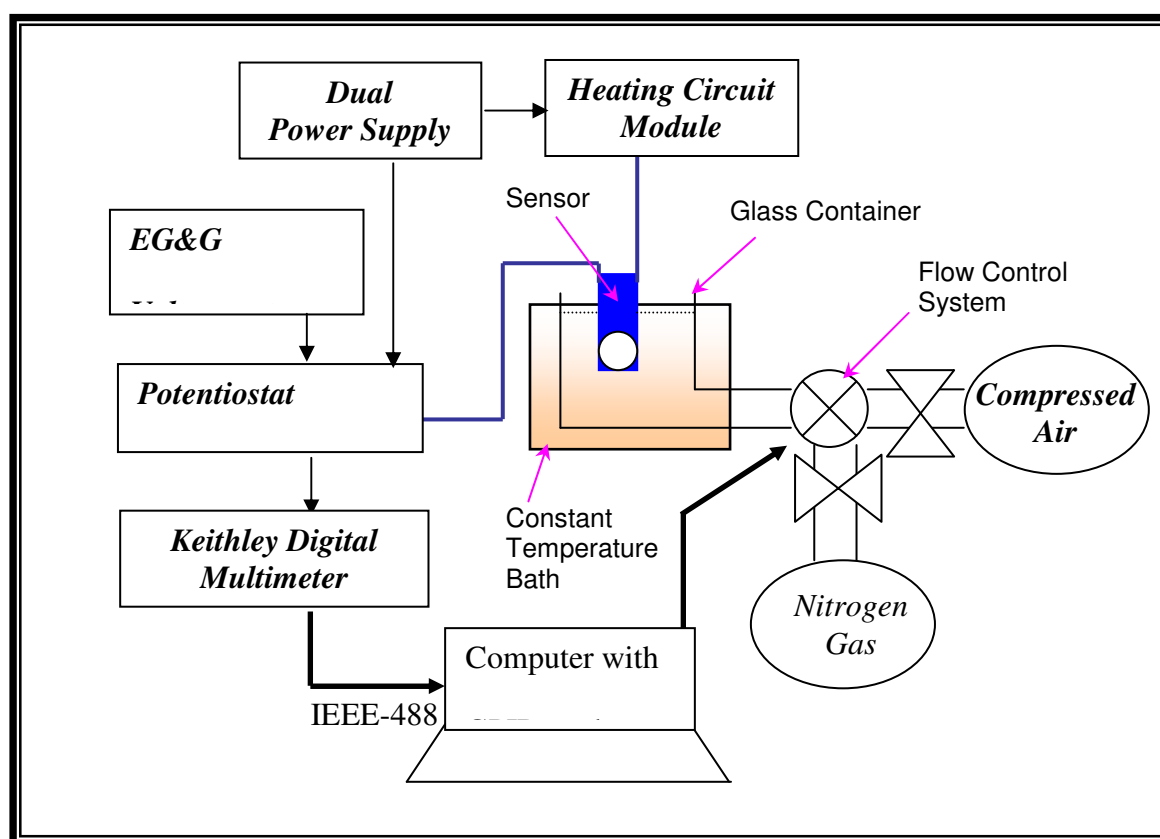 Dual
Power Supply
Heating Circuit
Module
Sensor
Glass Container
EG&G
Flow Control
System
Potentiostat
Compressed
Air
Keithley Digital
Multimeter
Constant
Temperature
Bath
Nitrogen
Gas
Computer with
IEEE-488